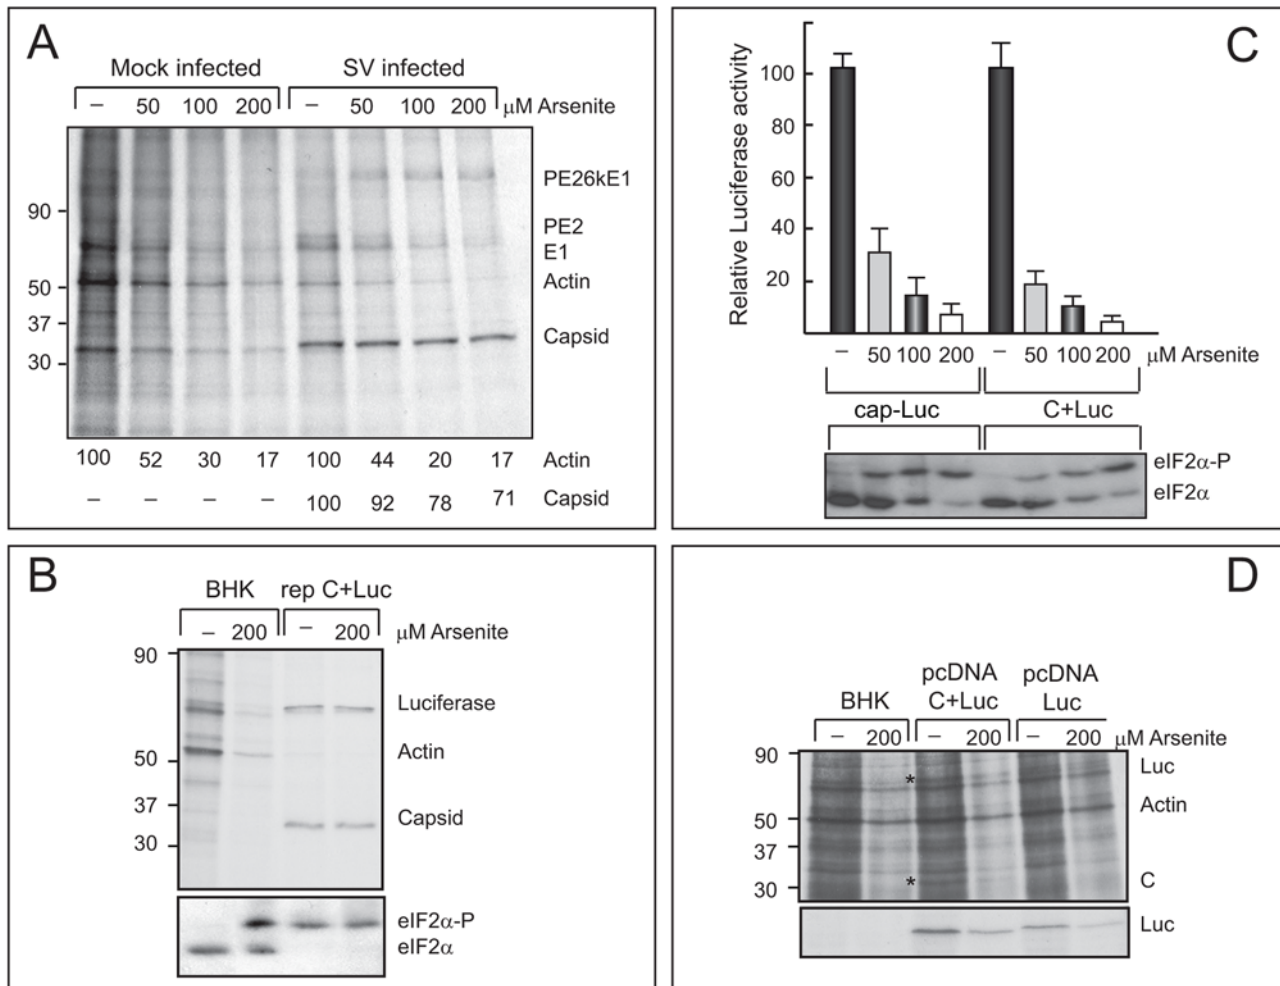 A
Mock infected SV infected
– 50 100 200 – 50 100 200 μM Arsenite
PE26kE1
90
PE2
E1
Actin
50
37
Capsid
30
100 52 30 17 100 44 20 17 Actin
– – – – 100 92 78 71 Capsid
C
Relative Luciferase activity
100
80
60
40
20
– 50 100 200 – 50 100 200 μM Arsenite
cap-Luc C+Luc
eIF2α-P
eIF2α
B
BHK rep C+Luc
– 200 – 200 μM Arsenite
90
Luciferase
Actin
50
37
Capsid
30
eIF2α-P
eIF2α
D
pcDNA pcDNA
BHK C+Luc Luc
– 200 – 200 – 200 μM Arsenite
90
Luc
*
Actin
50
37
* C
30
Luc